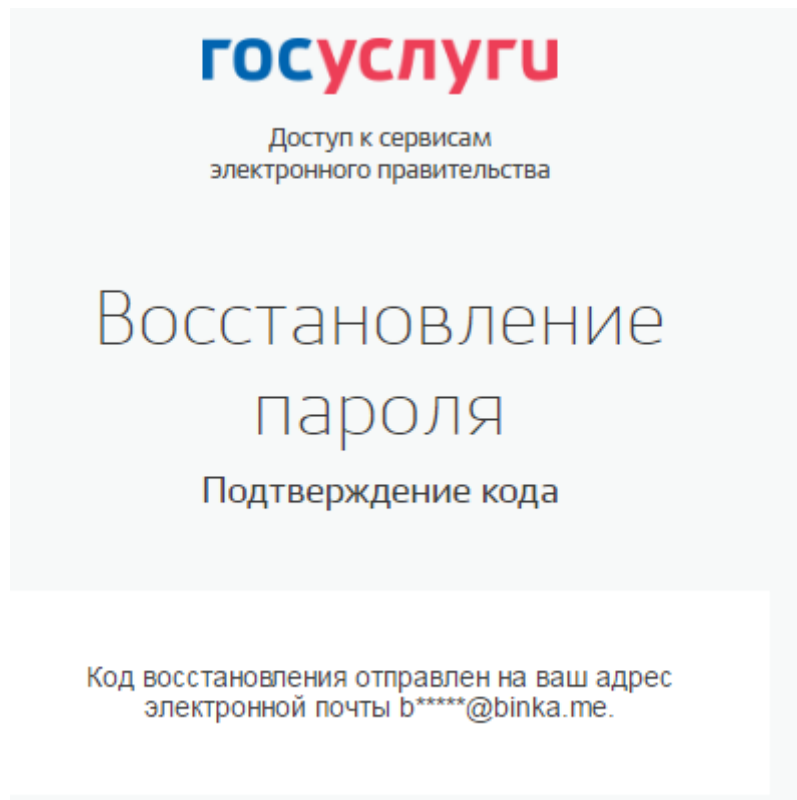 госуслуги
Доступ к сервисам
электронного правительства
Восстановление
пароля
Подтверждение кода
Код восстановления отправлен на ваш адрес
электронной почты b*****@binka.me.